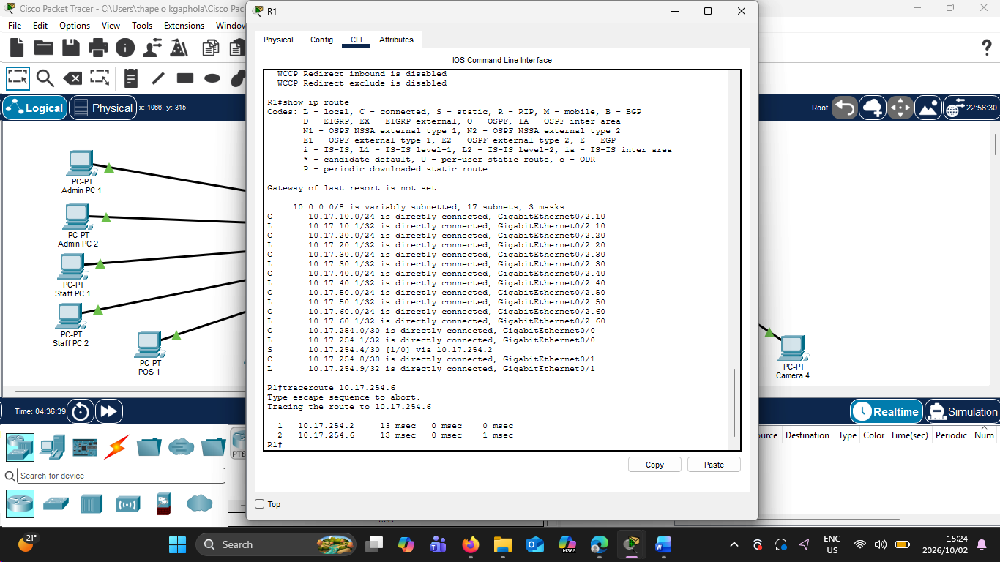 Cisco Packet Tracer - C:\Users\thapelo kgaphola\Cisco Pac
File Edit Options View Tools Extensions Window
Logical
Physical
x: 1066, y: 315
Root
22:56:30
PC-PT
Admin PC 1
PC-PT
Admin PC 2
PC-PT
Staff PC 1
PC-PT
Staff PC 2
PC-PT
POS 1
PC-PT
Camera 4
R1
Physical Config CLI Attributes
IOS Command Line Interface
WCCP Redirect inbound is disabled
WCCP Redirect exclude is disabled
R1#show ip route
Codes: L - local, C - connected, S - static, R - RIP, M - mobile, B - BGP
D - EIGRP, EX - EIGRP external, O - OSPF, IA - OSPF inter area
N1 - OSPF NSSA external type 1, N2 - OSPF NSSA external type 2
E1 - OSPF external type 1, E2 - OSPF external type 2, E - EGP
i - IS-IS, L1 - IS-IS level-1, L2 - IS-IS level-2, ia - IS-IS inter area
* - candidate default, U - per-user static route, o - ODR
P - periodic downloaded static route
Gateway of last resort is not set
10.0.0.0/8 is variably subnetted, 17 subnets, 3 masks
C 10.17.10.0/24 is directly connected, GigabitEthernet0/2.10
L 10.17.10.1/32 is directly connected, GigabitEthernet0/2.10
C 10.17.20.0/24 is directly connected, GigabitEthernet0/2.20
L 10.17.20.1/32 is directly connected, GigabitEthernet0/2.20
C 10.17.30.0/24 is directly connected, GigabitEthernet0/2.30
L 10.17.30.1/32 is directly connected, GigabitEthernet0/2.30
C 10.17.40.0/24 is directly connected, GigabitEthernet0/2.40
L 10.17.40.1/32 is directly connected, GigabitEthernet0/2.40
C 10.17.50.0/24 is directly connected, GigabitEthernet0/2.50
L 10.17.50.1/32 is directly connected, GigabitEthernet0/2.50
C 10.17.60.0/24 is directly connected, GigabitEthernet0/2.60
L 10.17.60.1/32 is directly connected, GigabitEthernet0/2.60
C 10.17.254.0/30 is directly connected, GigabitEthernet0/0
L 10.17.254.1/32 is directly connected, GigabitEthernet0/0
S 10.17.254.4/30 [1/0] via 10.17.254.2
C 10.17.254.8/30 is directly connected, GigabitEthernet0/1
L 10.17.254.9/32 is directly connected, GigabitEthernet0/1
R1#traceroute 10.17.254.6
Type escape sequence to abort.
Tracing the route to 10.17.254.6
1 10.17.254.2 13 msec 0 msec 0 msec
2 10.17.254.6 13 msec 0 msec 1 msec
R1#
Copy Paste
Top
Time: 04:36:39
Realtime
Simulation
ource Destination Type Color Time(sec) Periodic Num
Search for device
PT8
21°
Search
M365
ENG
US
15:24
2026/10/02